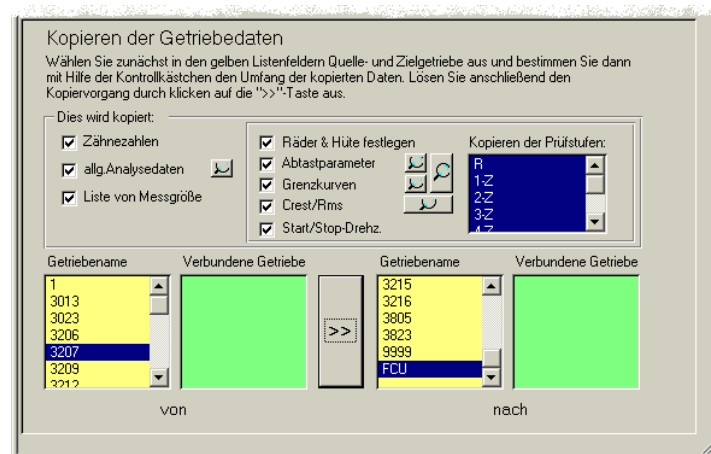 Kopieren der Getriebedaten
Wählen Sie zunächst in den gelben Listenfeldern Quelle- und Zielgetriebe aus und bestimmen Sie dann
mit Hilfe der Kontrollkästchen den Umfang der kopierten Daten. Lösen Sie anschließend den
Kopiervorgang durch klicken auf die ">>"-Taste aus.
Dies wird kopiert:
Zähnezahlen
allg.Analysedaten
Liste von Messgröße
Räder & Hüte festlegen
Abtastparameter
Grenzkurven
Crest/Rms
Start/Stop-Drehz.
Kopieren der Prüfstufen:
R
1-Z
2-Z
3-Z
4-Z
Getriebename
1
3013
3023
3206
3207
3209
3212
Verbundene Getriebe
von
>>
Getriebename
3215
3216
3805
3823
9999
FCU
Verbundene Getriebe
nach